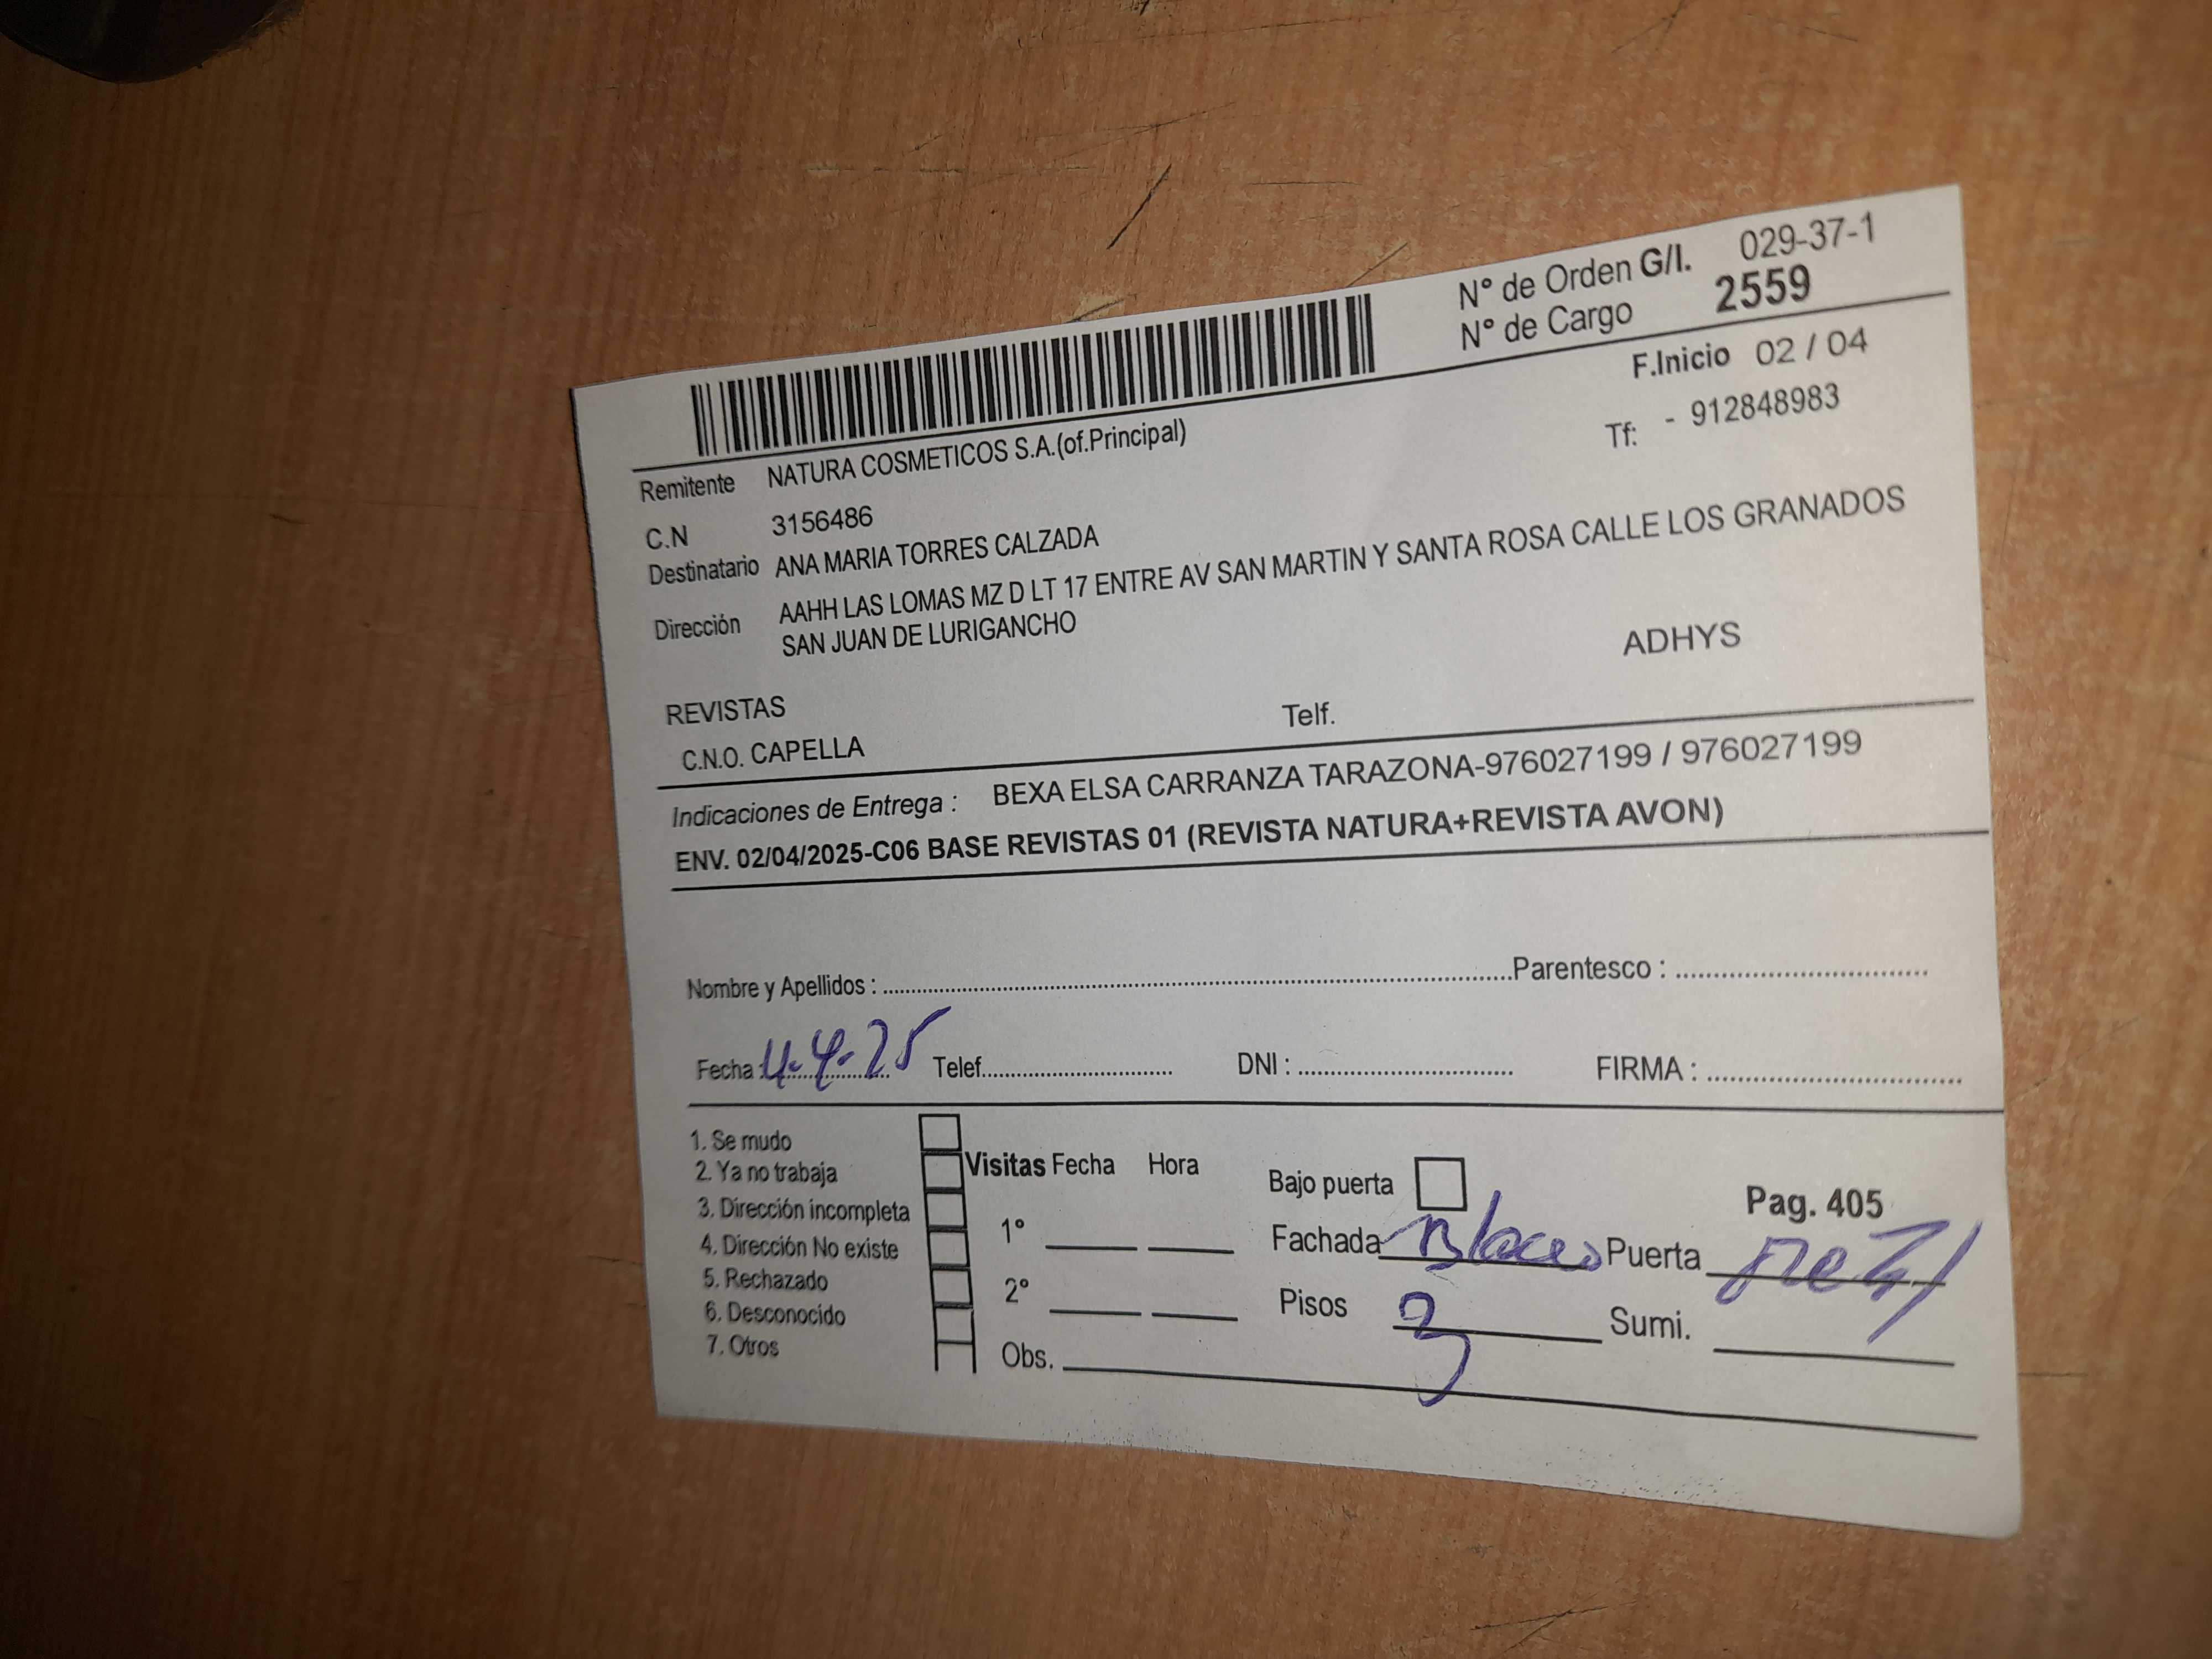 N° de Orden G/I. 029-37-1
N° de Cargo 2559
F.Inicio 02 / 04
Remitente NATURA COSMETICOS S.A.(of.Principal)
Tf: - 912848983
C.N 3156486
Destinatario ANA MARIA TORRES CALZADA
Dirección AAHH LAS LOMAS MZ D LT 17 ENTRE AV SAN MARTIN Y SANTA ROSA CALLE LOS GRANADOS
SAN JUAN DE LURIGANCHO
ADHYS
REVISTAS
C.N.O. CAPELLA Telf.
Indicaciones de Entrega : BEXA ELSA CARRANZA TARAZONA-976027199 / 976027199
ENV. 02/04/2025-C06 BASE REVISTAS 01 (REVISTA NATURA+REVISTA AVON)
Nombre y Apellidos : Parentesco :
Fecha : 4-4-25 Telef. DNI : FIRMA :
1. Se mudo
2. Ya no trabaja
3. Dirección incompleta
4. Dirección No existe
5. Rechazado
6. Desconocido
7. Otros
Visitas Fecha Hora
1°
2°
Obs.
Bajo puerta
Pag. 405
Fachada Puerta
Pisos 3 Sumi.